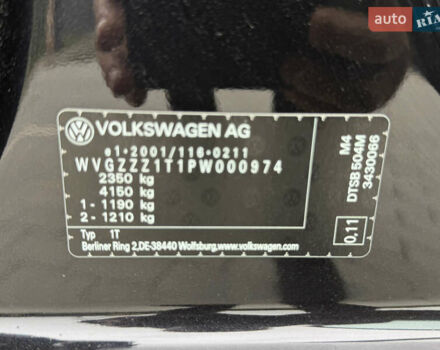 AUTO RIA
VOLKSWAGEN AG
e1*2001/116*0211
WVGZZZ1T1PW000974
2350 kg
4150 kg
1 - 1190 kg
2 - 1210 kg
Typ 1T
Berliner Ring 2,DE-38440 Wolfsburg,www.volkswagen.com
M4
DTSB 504M
3430066
0,11